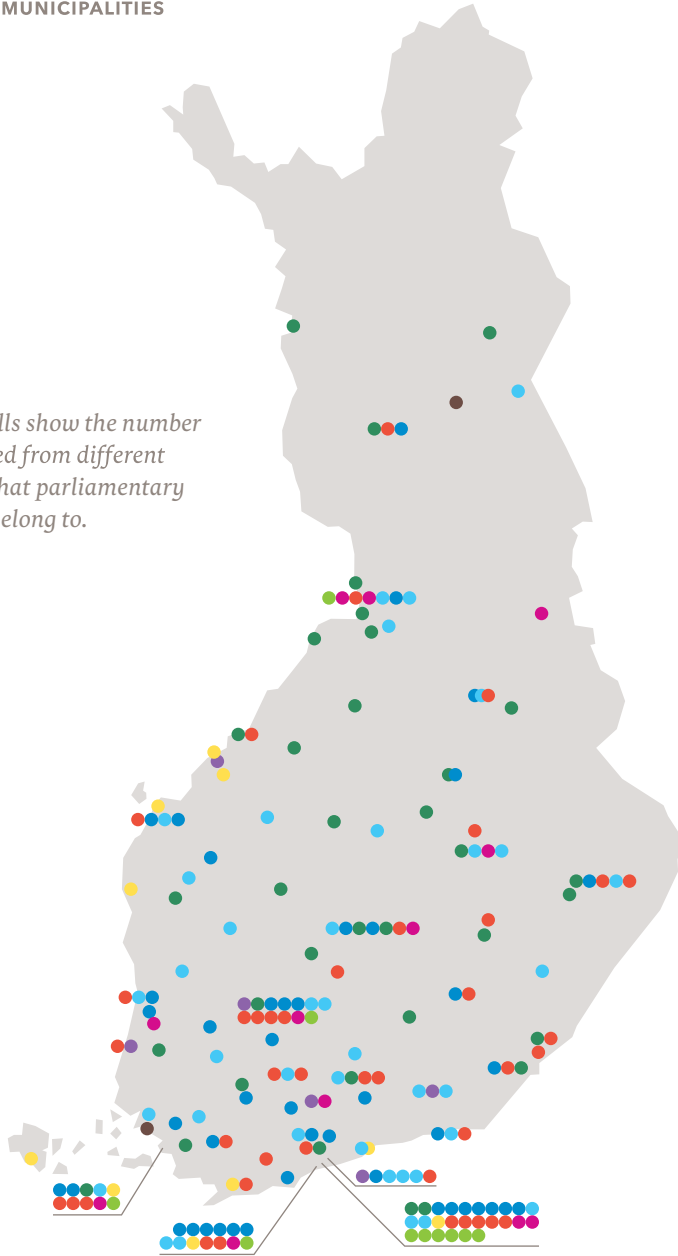 MUNICIPALITIES
lls show the number
ed from different
hat parliamentary
elong to.